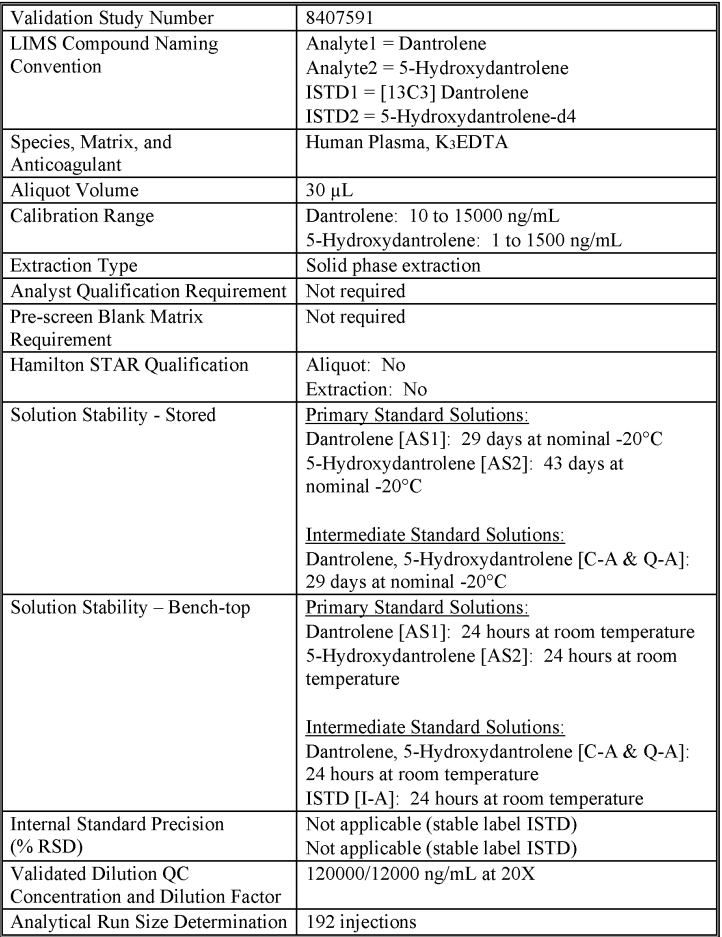 Validation Study Number
8407591
LIMS Compound Naming
Convention
Analyte1 = Dantrolene
Analyte2 = 5-Hydroxydantrolene
ISTD1 = [13C3] Dantrolene
ISTD2 = 5-Hydroxydantrolene-d4
Species, Matrix, and
Anticoagulant
Human Plasma, K₃EDTA
Aliquot Volume
30 µL
Calibration Range
Dantrolene: 10 to 15000 ng/mL
5-Hydroxydantrolene: 1 to 1500 ng/mL
Extraction Type
Solid phase extraction
Analyst Qualification Requirement
Not required
Pre-screen Blank Matrix
Requirement
Not required
Hamilton STAR Qualification
Aliquot: No
Extraction: No
Solution Stability - Stored
Primary Standard Solutions:
Dantrolene [AS1]: 29 days at nominal -20°C
5-Hydroxydantrolene [AS2]: 43 days at
nominal -20°C
Intermediate Standard Solutions:
Dantrolene, 5-Hydroxydantrolene [C-A & Q-A]:
29 days at nominal -20°C
Solution Stability – Bench-top
Primary Standard Solutions:
Dantrolene [AS1]: 24 hours at room temperature
5-Hydroxydantrolene [AS2]: 24 hours at room
temperature
Intermediate Standard Solutions:
Dantrolene, 5-Hydroxydantrolene [C-A & Q-A]:
24 hours at room temperature
ISTD [I-A]: 24 hours at room temperature
Internal Standard Precision
(% RSD)
Not applicable (stable label ISTD)
Not applicable (stable label ISTD)
Validated Dilution QC
Concentration and Dilution Factor
120000/12000 ng/mL at 20X
Analytical Run Size Determination
192 injections